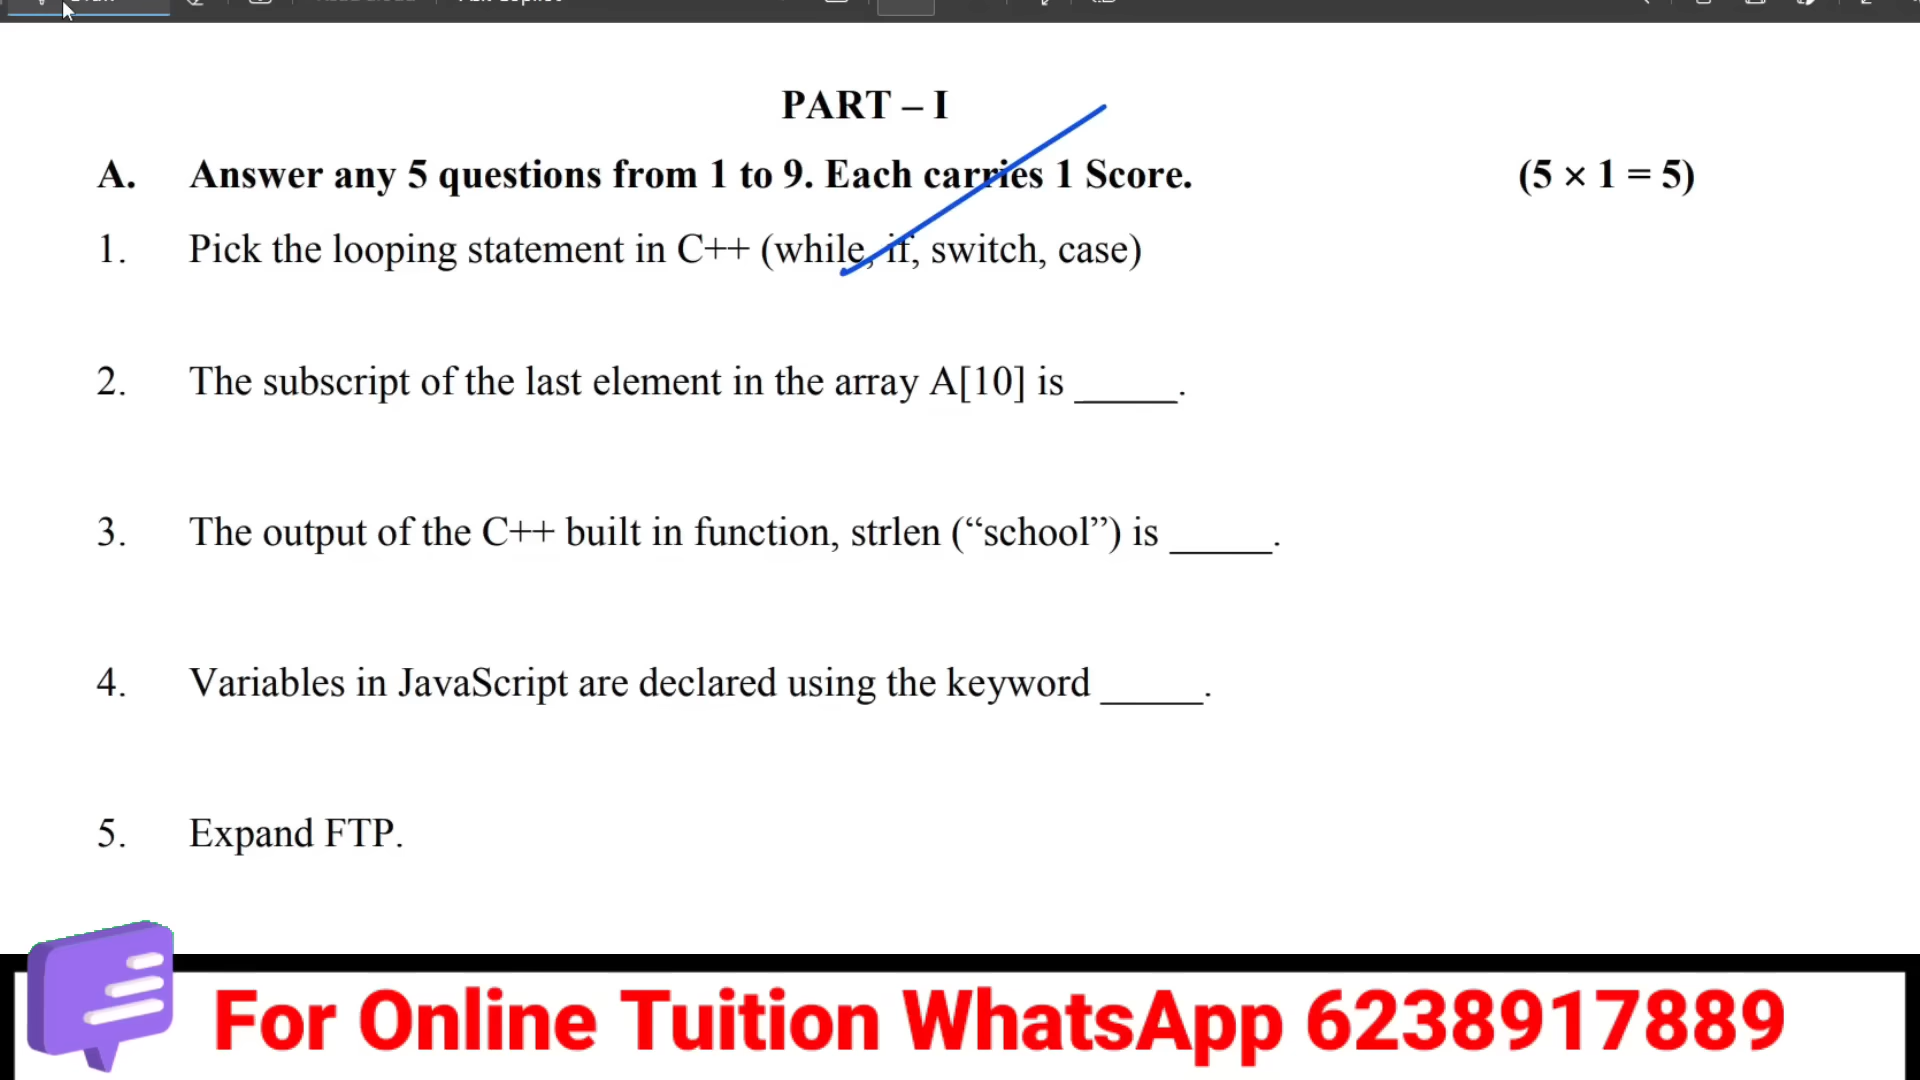 PART – I
A. Answer any 5 questions from 1 to 9. Each carries 1 Score. (5 × 1 = 5)
1. Pick the looping statement in C++ (while, if, switch, case)
2. The subscript of the last element in the array A[10] is _____.
3. The output of the C++ built in function, strlen (“school”) is _____.
4. Variables in JavaScript are declared using the keyword _____.
5. Expand FTP.
For Online Tuition WhatsApp 6238917889